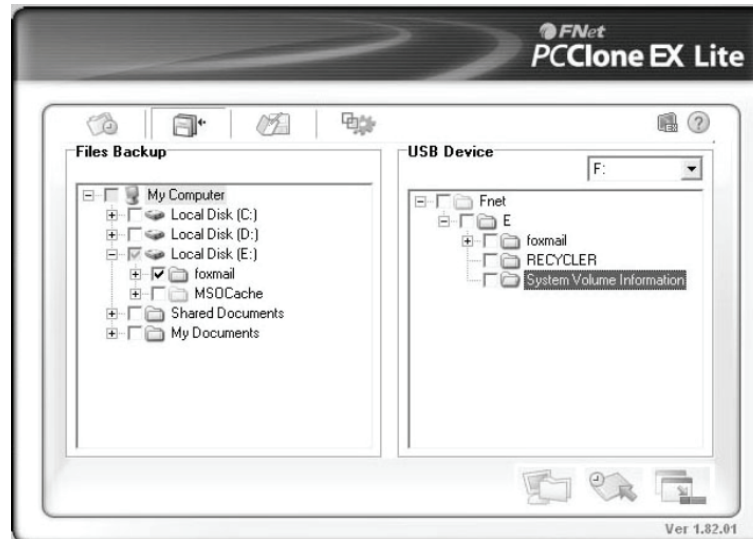 FNet
PCClone EX Lite
Files Backup
My Computer
Local Disk (C:)
Local Disk (D:)
Local Disk (E:)
foxmail
MSOCache
Shared Documents
My Documents
USB Device
F:
Fnet
E
foxmail
RECYCLER
System Volume Information
Ver 1.82.01